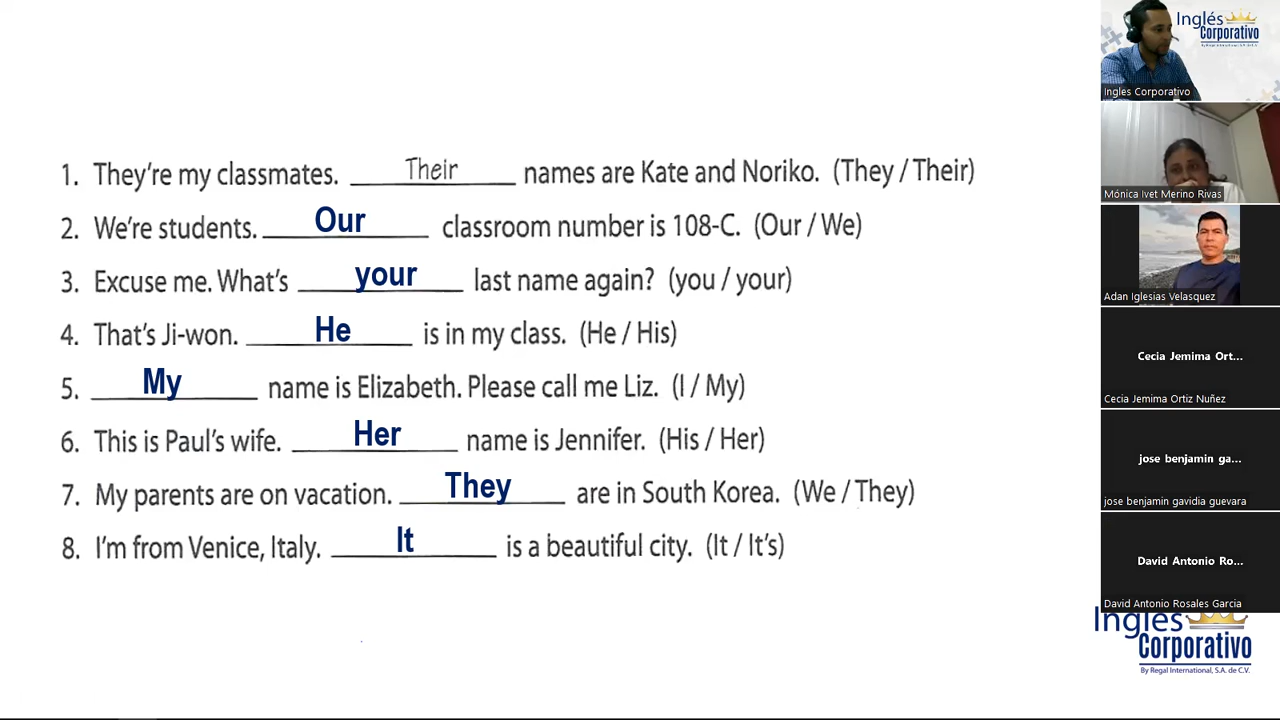 1. They're my classmates. Their names are Kate and Noriko. (They / Their)
2. We're students. Our classroom number is 108-C. (Our / We)
3. Excuse me. What's your last name again? (you / your)
4. That's Ji-won. He is in my class. (He / His)
5. My name is Elizabeth. Please call me Liz. (I / My)
6. This is Paul's wife. Her name is Jennifer. (His / Her)
7. My parents are on vacation. They are in South Korea. (We / They)
8. I'm from Venice, Italy. It is a beautiful city. (It / It's)
Inglés
Corporativo
By Regal International, S.A. de C.V.
Ingles Corporativo
Mónica Ivet Merino Rivas
Adan Iglesias Velasquez
Cecia Jemima Ort...
Cecia Jemima Ortiz Nuñez
jose benjamin ga...
jose benjamin gavidia guevara
David Antonio Ro...
David Antonio Rosales Garcia
Inglés
Corporativo
By Regal International, S.A. de C.V.